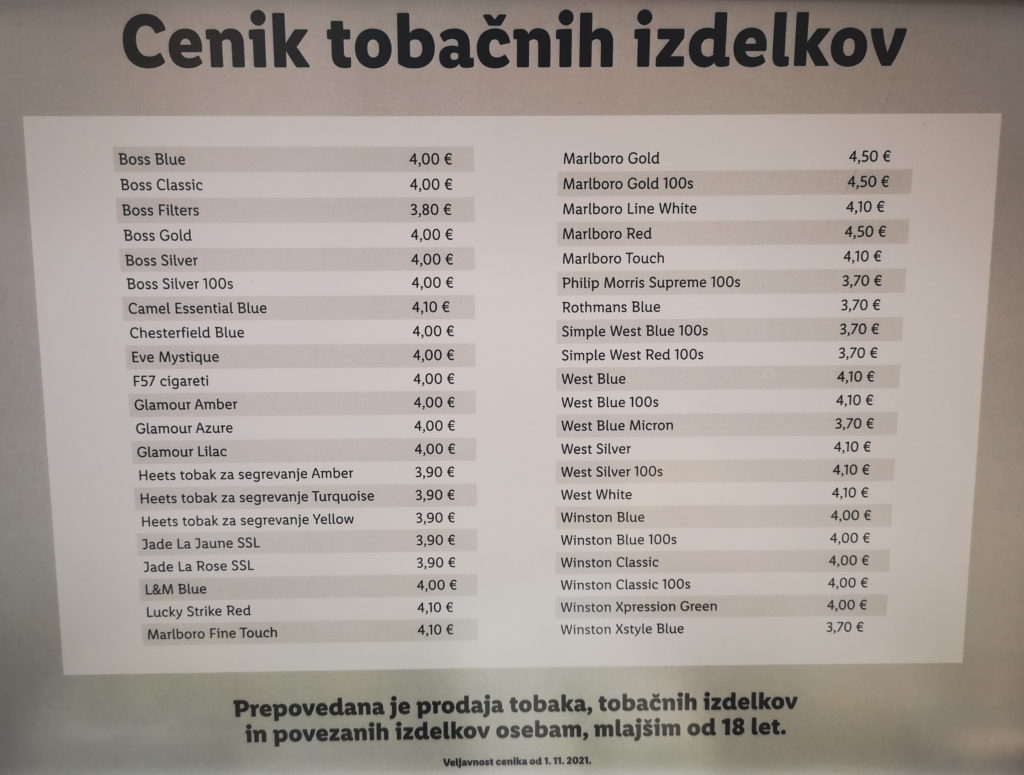 Cenik tobačnih izdelkov
Boss Blue 4,00 €
Boss Classic 4,00 €
Boss Filters 3,80 €
Boss Gold 4,00 €
Boss Silver 4,00 €
Boss Silver 100s 4,00 €
Camel Essential Blue 4,10 €
Chesterfield Blue 4,00 €
Eve Mystique 4,00 €
F57 cigareti 4,00 €
Glamour Amber 4,00 €
Glamour Azure 4,00 €
Glamour Lilac 4,00 €
Heets tobak za segrevanje Amber 3,90 €
Heets tobak za segrevanje Turquoise 3,90 €
Heets tobak za segrevanje Yellow 3,90 €
Jade La Jaune SSL 3,90 €
Jade La Rose SSL 3,90 €
L&M Blue 4,00 €
Lucky Strike Red 4,10 €
Marlboro Fine Touch 4,10 €
Marlboro Gold 4,50 €
Marlboro Gold 100s 4,50 €
Marlboro Line White 4,10 €
Marlboro Red 4,50 €
Marlboro Touch 4,10 €
Philip Morris Supreme 100s 3,70 €
Rothmans Blue 3,70 €
Simple West Blue 100s 3,70 €
Simple West Red 100s 3,70 €
West Blue 4,10 €
West Blue 100s 4,10 €
West Blue Micron 3,70 €
West Silver 4,10 €
West Silver 100s 4,10 €
West White 4,10 €
Winston Blue 4,00 €
Winston Blue 100s 4,00 €
Winston Classic 4,00 €
Winston Classic 100s 4,00 €
Winston Xpression Green 4,00 €
Winston Xstyle Blue 3,70 €
Prepovedana je prodaja tobaka, tobačnih izdelkov
in povezanih izdelkov osebam, mlajšim od 18 let.
Veljavnost cenika od 1. 11. 2021.